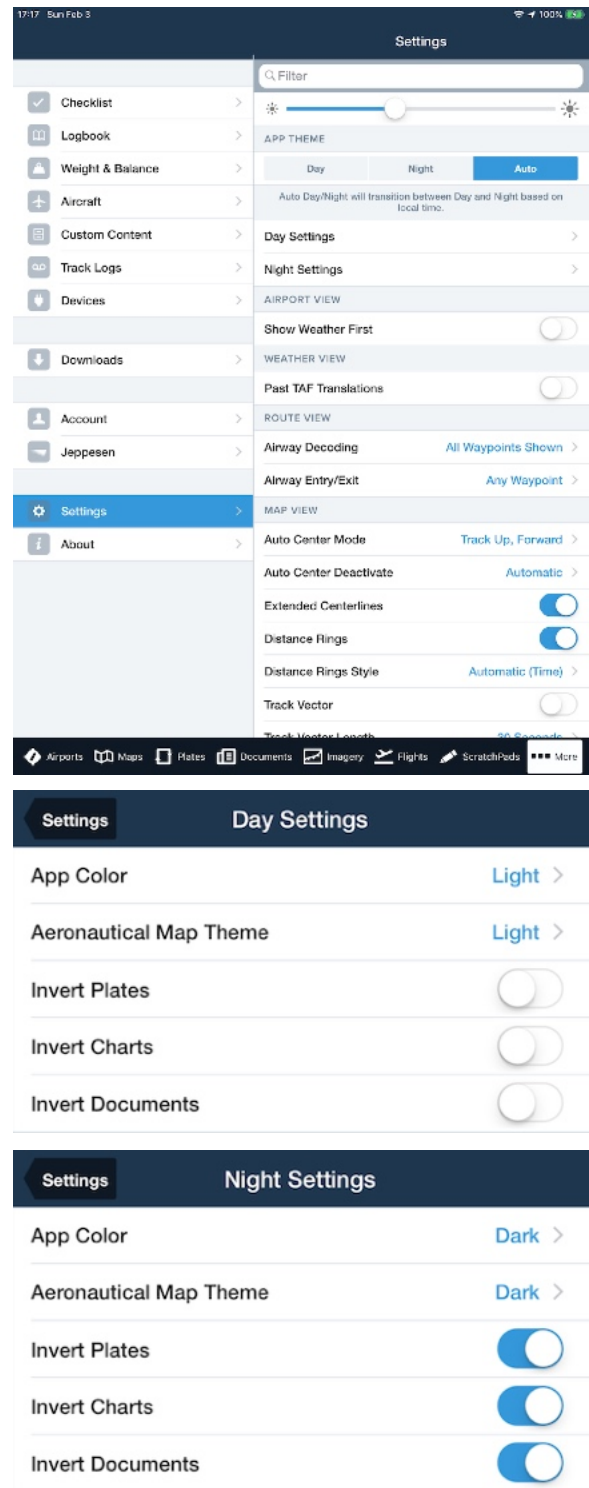 17:17 Sun Feb 3
100%
Settings
Filter
Checklist
Logbook
Weight & Balance
Aircraft
Custom Content
Track Logs
Devices
Downloads
Account
Jeppesen
Settings
About
APP THEME
Day Night Auto
Auto Day/Night will transition between Day and Night based on
local time.
Day Settings
Night Settings
AIRPORT VIEW
Show Weather First
WEATHER VIEW
Past TAF Translations
ROUTE VIEW
Airway Decoding All Waypoints Shown
Airway Entry/Exit Any Waypoint
MAP VIEW
Auto Center Mode Track Up, Forward
Auto Center Deactivate Automatic
Extended Centerlines
Distance Rings
Distance Rings Style Automatic (Time)
Track Vector
Track Vector Length 30 Seconds
Airports Maps Plates Documents Imagery Flights ScratchPads More
Settings Day Settings
App Color Light
Aeronautical Map Theme Light
Invert Plates
Invert Charts
Invert Documents
Settings Night Settings
App Color Dark
Aeronautical Map Theme Dark
Invert Plates
Invert Charts
Invert Documents